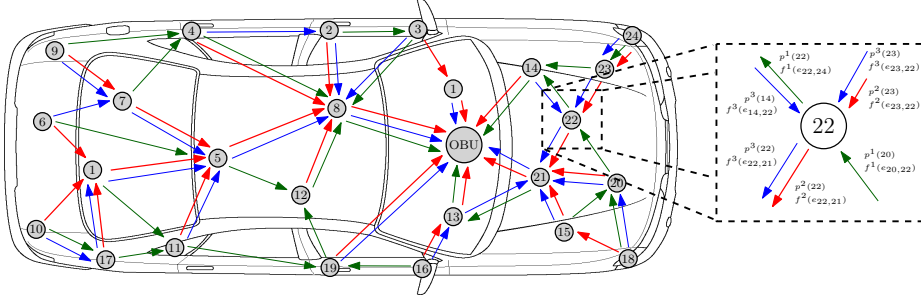 9
4
2
3
24
14
23
7
1
8
22
6
OBU
5
1
21
20
12
13
10
11
15
17
19
16
18
p¹(22)
f¹(e₂₂,₂₄)
p³(23)
f³(e₂₃,₂₂)
p²(23)
f²(e₂₃,₂₂)
p³(14)
f³(e₁₄,₂₂)
22
p³(22)
f³(e₂₂,₂₁)
p¹(20)
f¹(e₂₀,₂₂)
p²(22)
f²(e₂₂,₂₁)